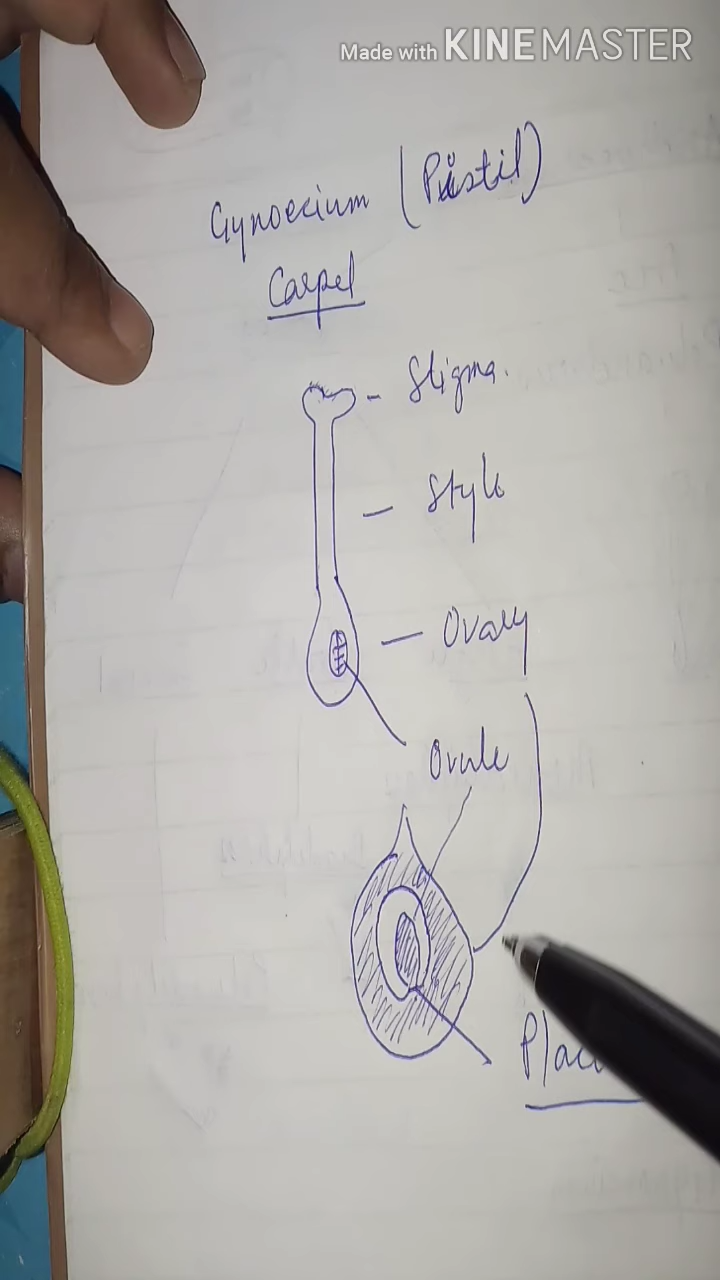 Made with KINEMASTER
Gynoecium (Pistil)
Carpel
- Stigma.
- Style
- Ovary
Ovule